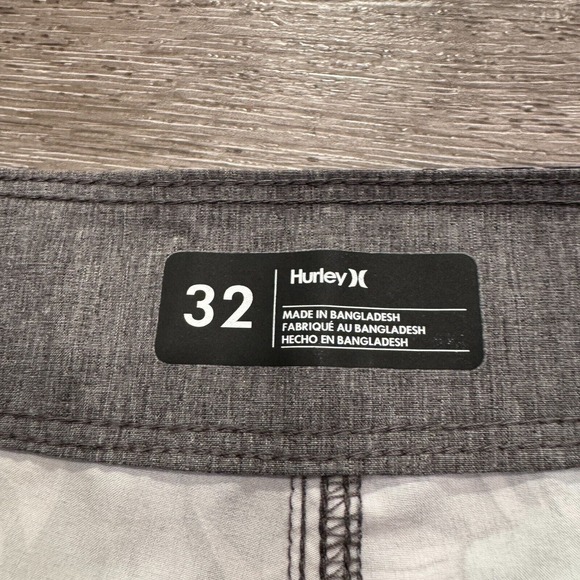 32
Hurley
MADE IN BANGLADESH
FABRIQUÉ AU BANGLADESH
HECHO EN BANGLADESH